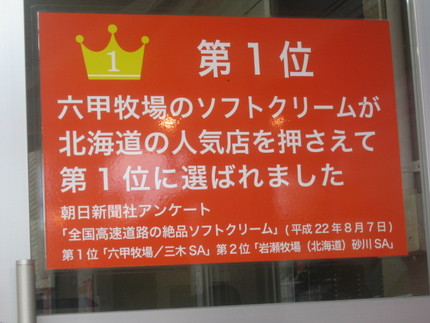 1
第1位
六甲牧場のソフトクリームが
北海道の人気店を押さえて
第1位に選ばれました
朝日新聞社アンケート
「全国高速道路の絶品ソフトクリーム」(平成22年8月7日)
第1位「六甲牧場/三木SA」第2位「岩瀬牧場(北海道)砂川SA」